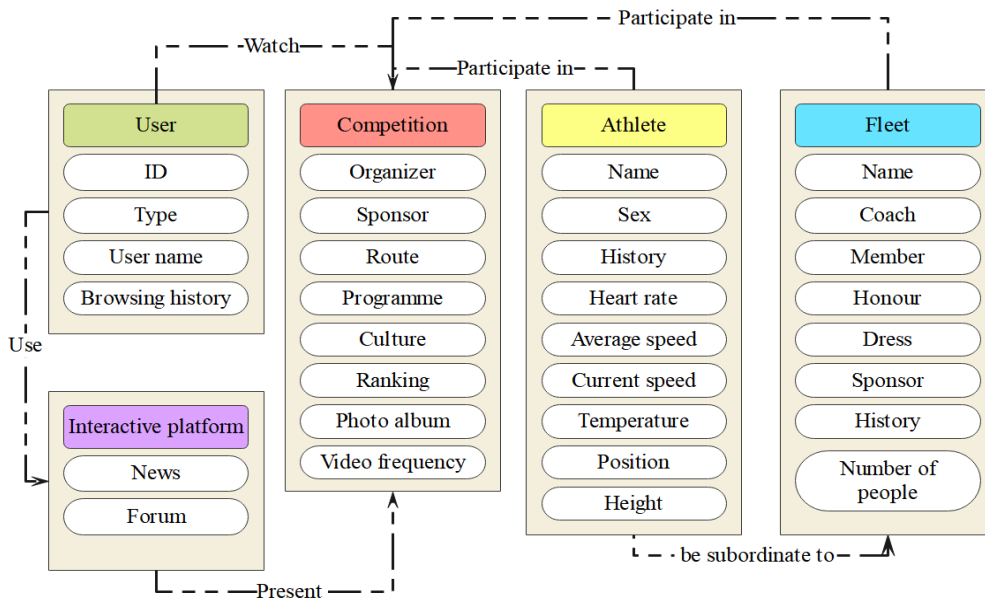 Participate in
Watch
Participate in
User
ID
Type
User name
Browsing history
Use
Interactive platform
News
Forum
Present
Competition
Organizer
Sponsor
Route
Programme
Culture
Ranking
Photo album
Video frequency
Athlete
Name
Sex
History
Heart rate
Average speed
Current speed
Temperature
Position
Height
be subordinate to
Fleet
Name
Coach
Member
Honour
Dress
Sponsor
History
Number of
people